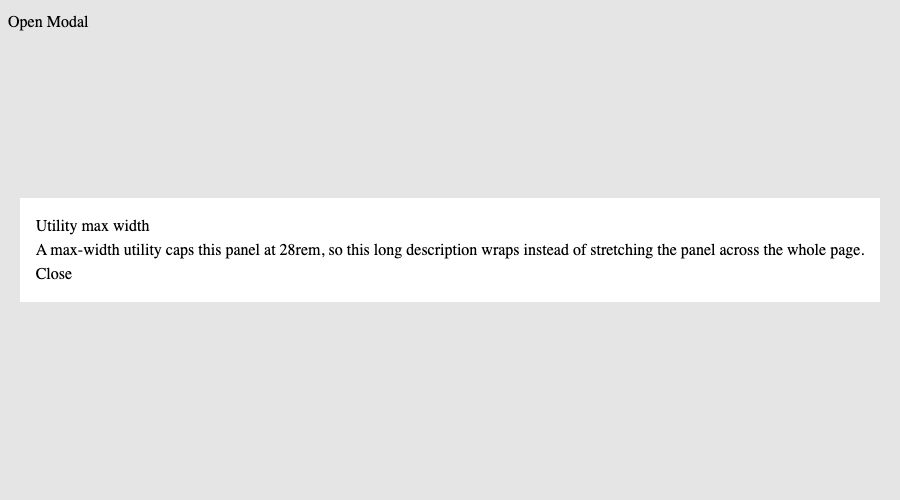 Open Modal
Utility max width
A max-width utility caps this panel at 28rem, so this long description wraps instead of stretching the panel across the whole page.
Close